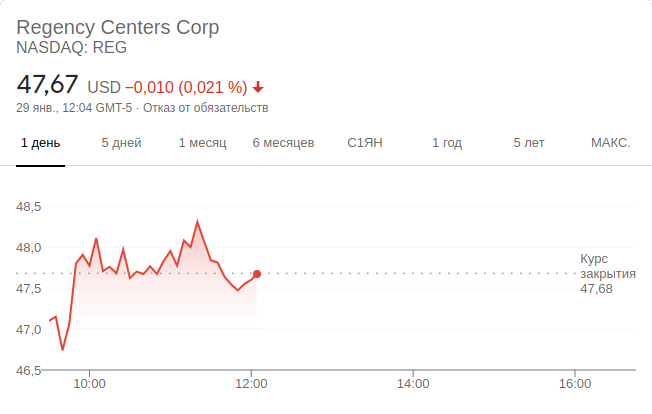 Regency Centers Corp
NASDAQ: REG
47,67 USD −0,010 (0,021 %)
29 янв., 12:04 GMT-5 · Отказ от обязательств
1 день 5 дней 1 месяц 6 месяцев С1ЯН 1 год 5 лет МАКС.
48,5
48,0
Курс
закрытия
47,5
47,68
47,0
46,5
10:00 12:00 14:00 16:00